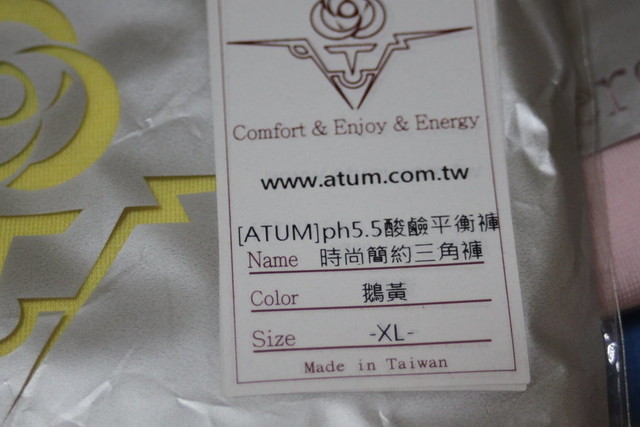 Comfort & Enjoy & Energy
www.atum.com.tw
[ATUM]ph5.5酸鹼平衡褲
Name 時尚簡約三角褲
Color 鵝黃
Size -XL-
Made in Taiwan